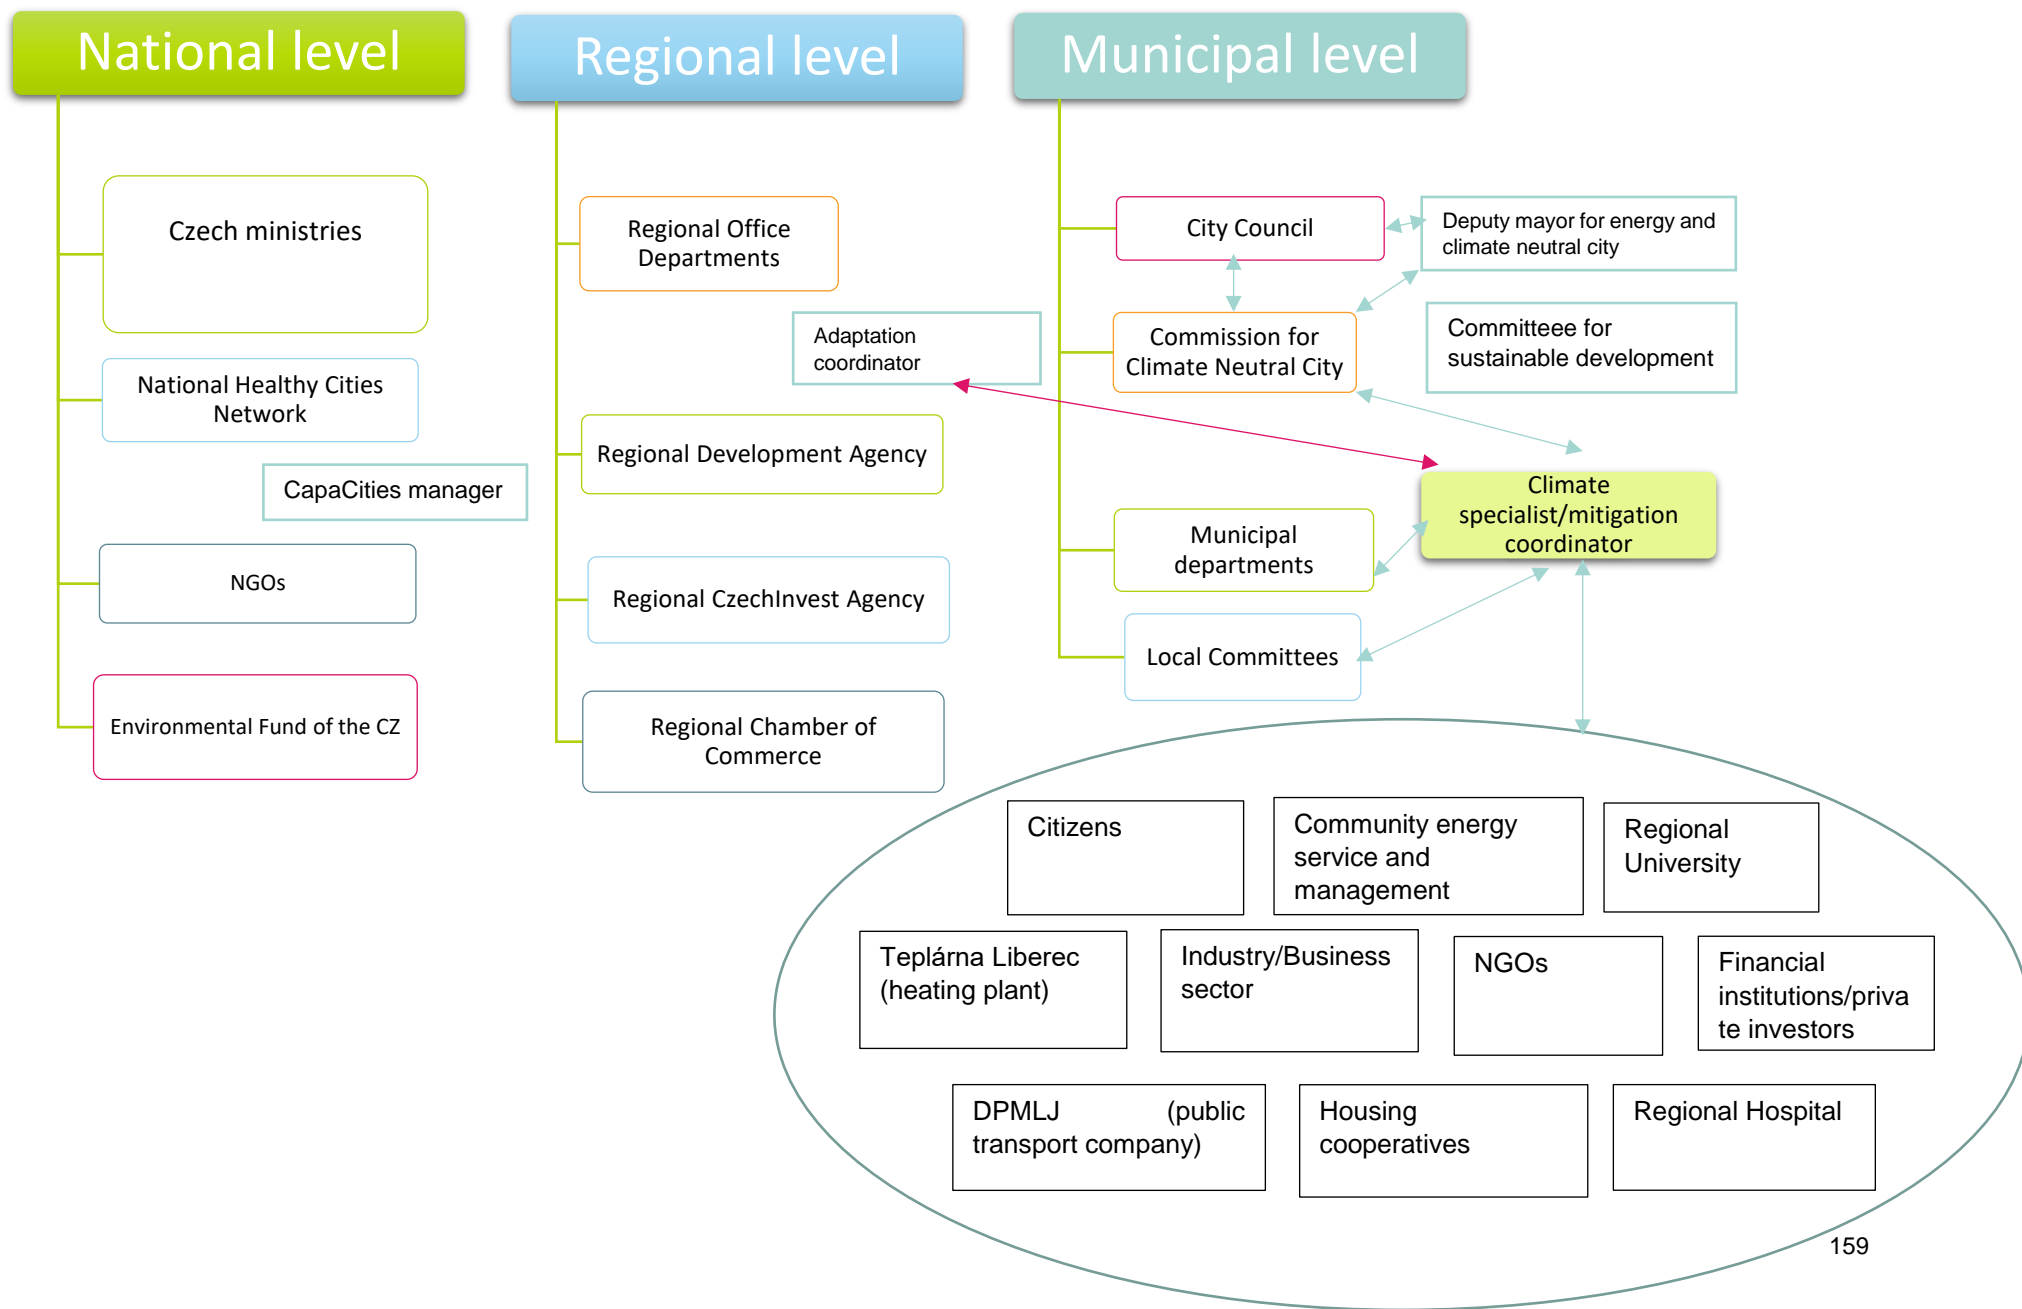 National level
Regional level
Municipal level
Czech ministries
National Healthy Cities
Network
CapaCities manager
NGOs
Environmental Fund of the CZ
Regional Office
Departments
Adaptation
coordinator
Regional Development Agency
Regional CzechInvest Agency
Regional Chamber of
Commerce
City Council
Deputy mayor for energy and
climate neutral city
Commission for
Climate Neutral City
Committeee for
sustainable development
Climate
specialist/mitigation
coordinator
Municipal
departments
Local Committees
Citizens
Community energy
service and
management
Regional
University
Teplárna Liberec
(heating plant)
Industry/Business
sector
NGOs
Financial
institutions/priva
te investors
DPMLJ (public
transport company)
Housing
cooperatives
Regional Hospital
159